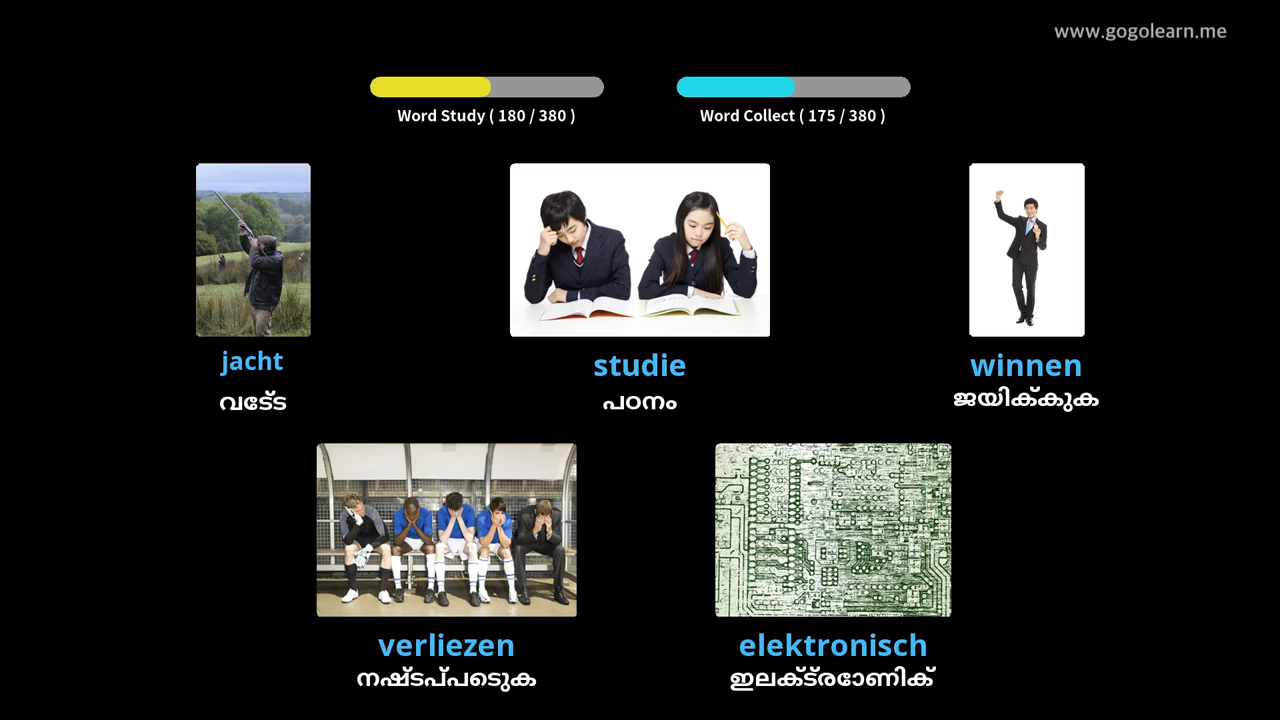 www.gogolearn.me
Word Study ( 180 / 380 )
Word Collect ( 175 / 380 )
jacht
വേട്ട
studie
പഠനം
winnen
ജയിക്കുക
verliezen
നഷ്ടപ്പെടുക
elektronisch
ഇലക്ട്രോണിക്